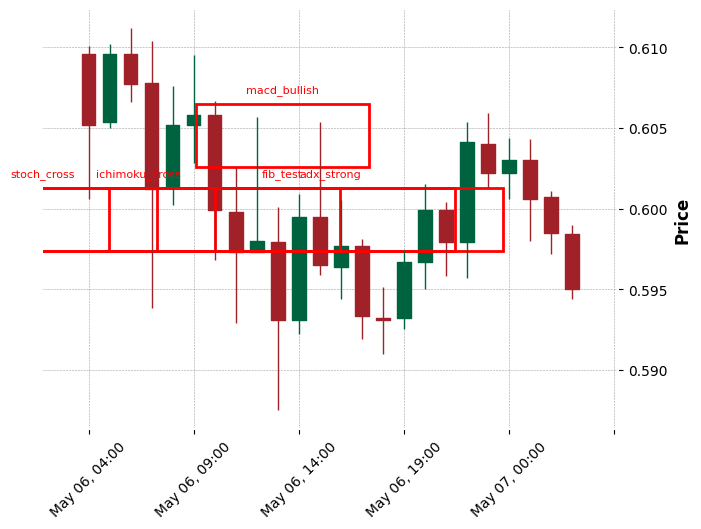 macd_bullish
stoch_cross
fib_test
adx_strong
0.610
0.605
0.600
0.595
0.590
Price
May 06, 04:00
May 06, 09:00
May 06, 14:00
May 06, 19:00
May 07, 00:00